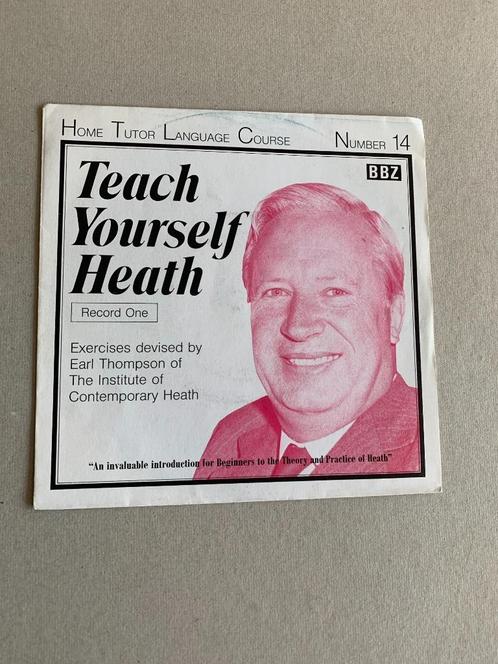 Home Tutor Language Course Number 14
BBZ
Teach
Yourself
Heath
Record One
Exercises devised by
Earl Thompson of
The Institute of
Contemporary Heath
“An invaluable introduction for Beginners to the Theory and Practice of Heath”